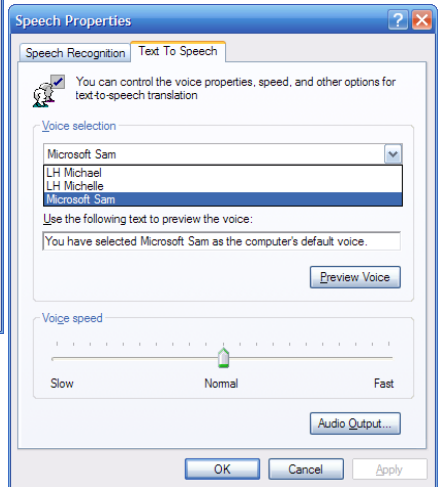 Speech Properties
Speech Recognition
Text To Speech
You can control the voice properties, speed, and other options for
text-to-speech translation
Voice selection
Microsoft Sam
LH Michael
LH Michelle
Microsoft Sam
Use the following text to preview the voice:
You have selected Microsoft Sam as the computer's default voice.
Preview Voice
Voice speed
Slow Normal Fast
Audio Output...
OK Cancel Apply